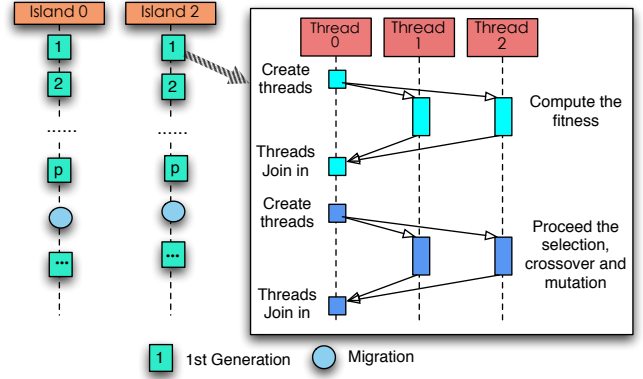 Island 0
Island 2
1
2
......
p
...
1
2
......
p
...
Thread
0
Thread
1
Thread
2
Create
threads
Compute the
fitness
Threads
Join in
Create
threads
Proceed the
selection,
crossover and
mutation
Threads
Join in
1
1st Generation
Migration